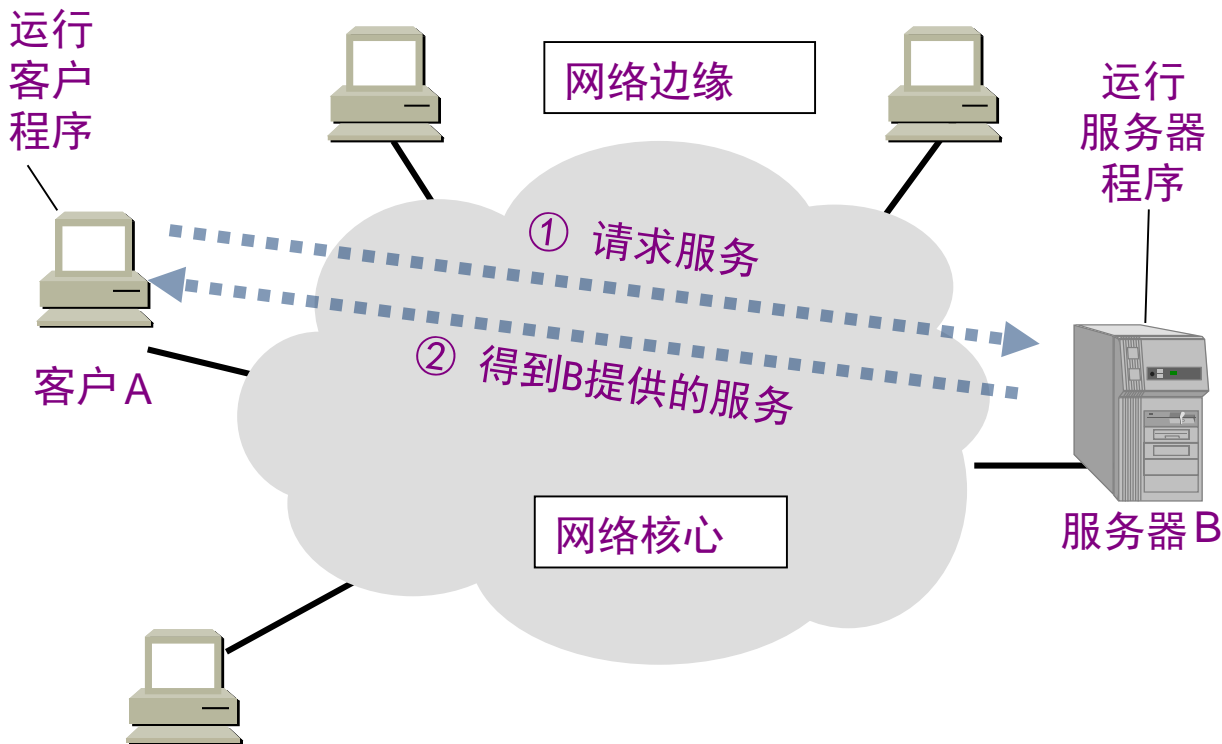 运行
客户
程序
网络边缘
运行
服务器
程序
① 请求服务
② 得到B提供的服务
客户A
网络核心
服务器B